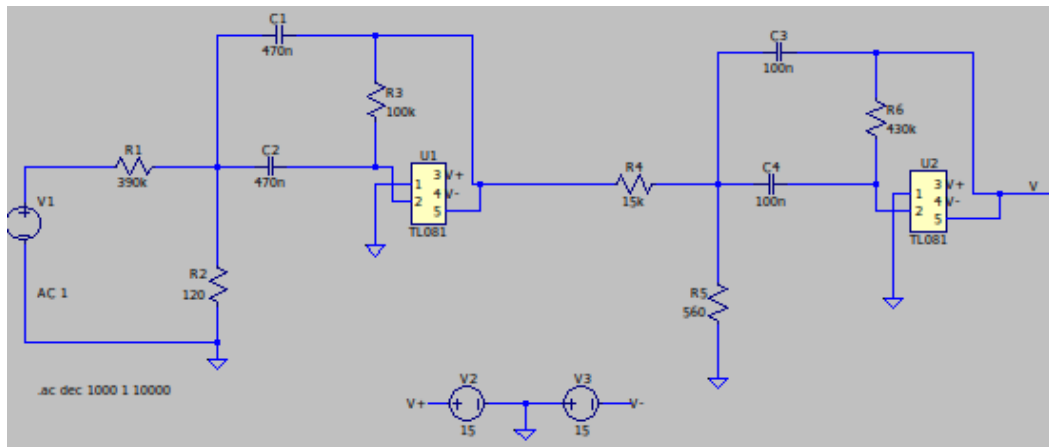 C1
470n
R3
100k
R1
390k
C2
470n
U1
1
2
3
4
5
V+
V-
TL081
V1
AC 1
R2
120
.ac dec 1000 1 10000
R4
15k
C3
100n
R6
430k
C4
100n
U2
1
2
3
4
5
V+
V-
TL081
V
R5
560
V+
V2
15
V3
15
V-